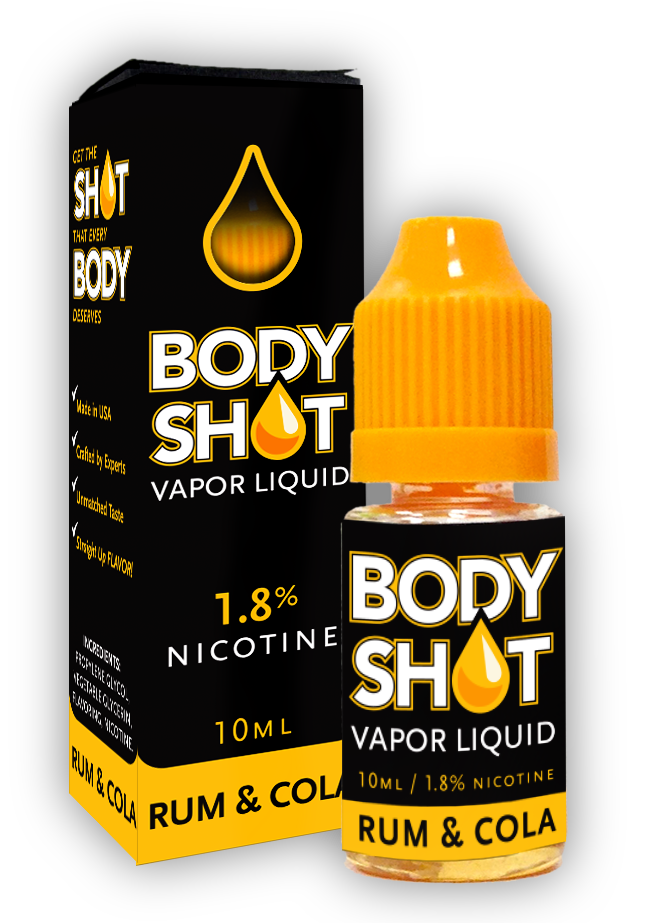 GET THE
SHOT
THAT EVERY
BODY
DESERVES
Made in USA
Crafted by Experts
Unmatched Taste
Straight Up FLAVOR!
INGREDIENTS:
PROPYLENE GLYCOL,
VEGETABLE GLYCERIN,
FLAVORING, NICOTINE.
RUM & COLA
BODY
SHOT
VAPOR LIQUID
1.8%
NICOTINE
10ML
RUM & COLA
BODY
SHOT
VAPOR LIQUID
10ML / 1.8% NICOTINE
RUM & COLA